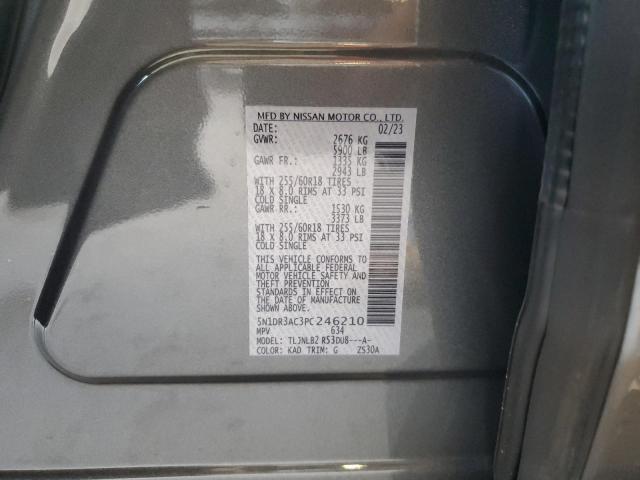 MFD BY NISSAN MOTOR CO., LTD.
DATE: 02/23
GVWR: 2676 KG
5900 LB
GAWR FR.: 1335 KG
2943 LB
WITH 255/60R18 TIRES
18 X 8.0 RIMS AT 33 PSI
COLD SINGLE
GAWR RR.: 1530 KG
3373 LB
WITH 255/60R18 TIRES
18 X 8.0 RIMS AT 33 PSI
COLD SINGLE
THIS VEHICLE CONFORMS TO
ALL APPLICABLE FEDERAL
MOTOR VEHICLE SAFETY AND
THEFT PREVENTION
STANDARDS IN EFFECT ON
THE DATE OF MANUFACTURE
SHOWN ABOVE.
5N1DR3AC3PC246210
MPV 634
MODEL: TLJNLB2 R53DU8---A-
COLOR: KAD TRIM: G ZS30A